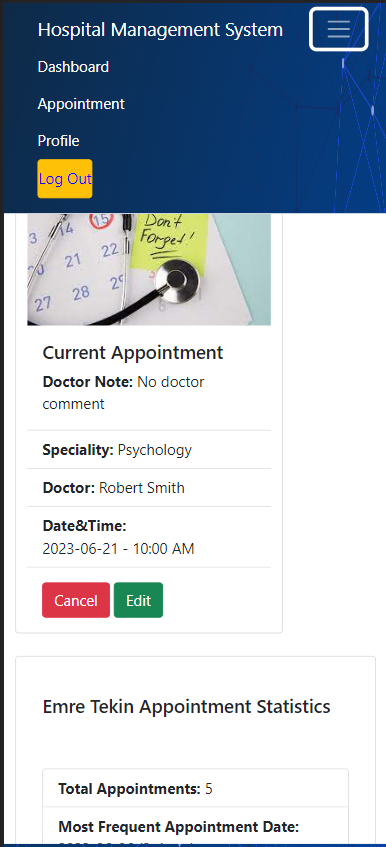 Hospital Management System
Dashboard
Appointment
Profile
Log Out
15
Don't
Forget!
3
14
21
22
20
27
28
29
Current Appointment
Doctor Note: No doctor
comment
Speciality: Psychology
Doctor: Robert Smith
Date&Time:
2023-06-21 - 10:00 AM
Cancel Edit
Emre Tekin Appointment Statistics
Total Appointments: 5
Most Frequent Appointment Date: